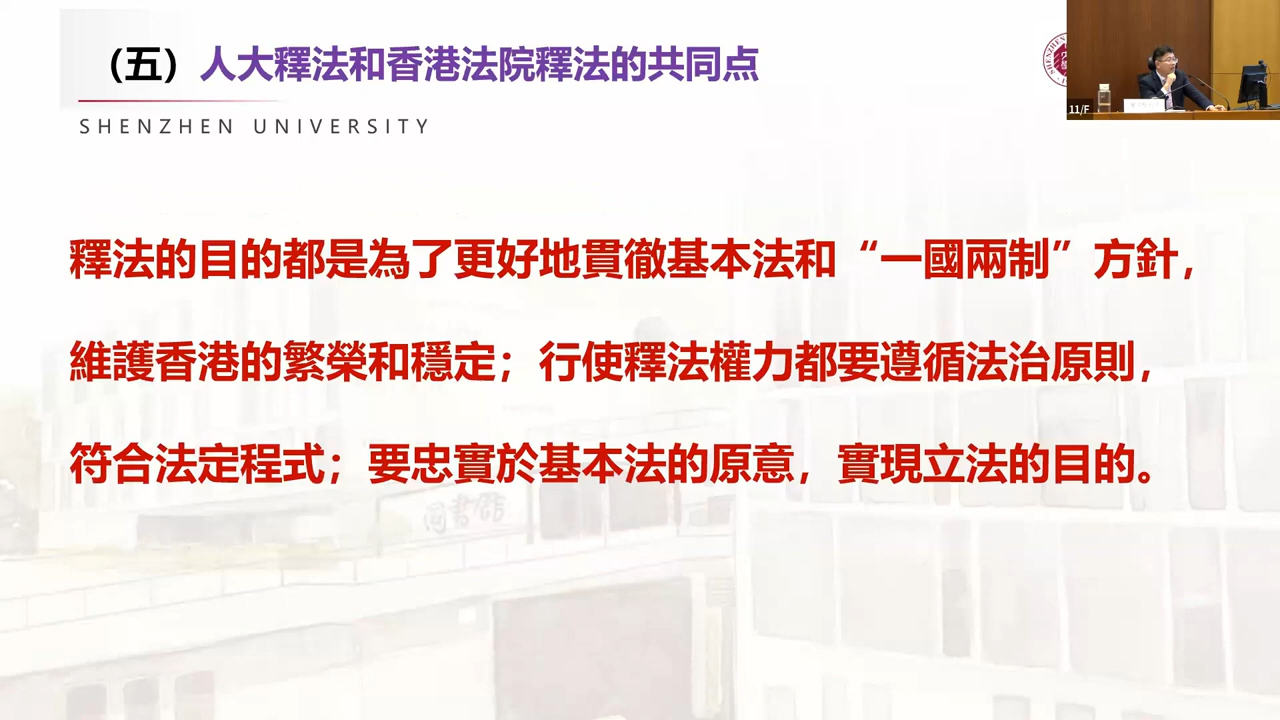 （五）人大釋法和香港法院釋法的共同点
SHENZHEN UNIVERSITY
11/F
釋法的目的都是為了更好地貫徹基本法和“一國兩制”方針，
維護香港的繁榮和穩定；行使釋法權力都要遵循法治原則，
符合法定程式；要忠實於基本法的原意，實現立法的目的。
圖書館